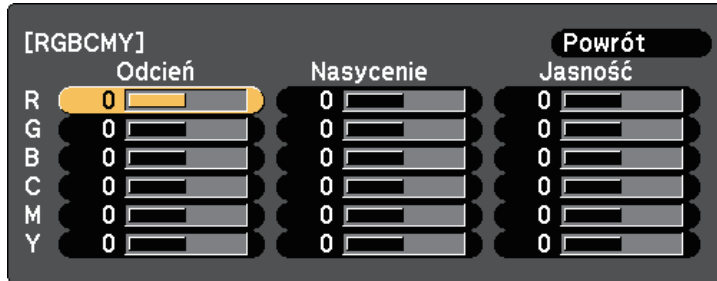 [RGBCMY] Powrót
Odcień Nasycenie Jasność
R 0 0 0
G 0 0 0
B 0 0 0
C 0 0 0
M 0 0 0
Y 0 0 0